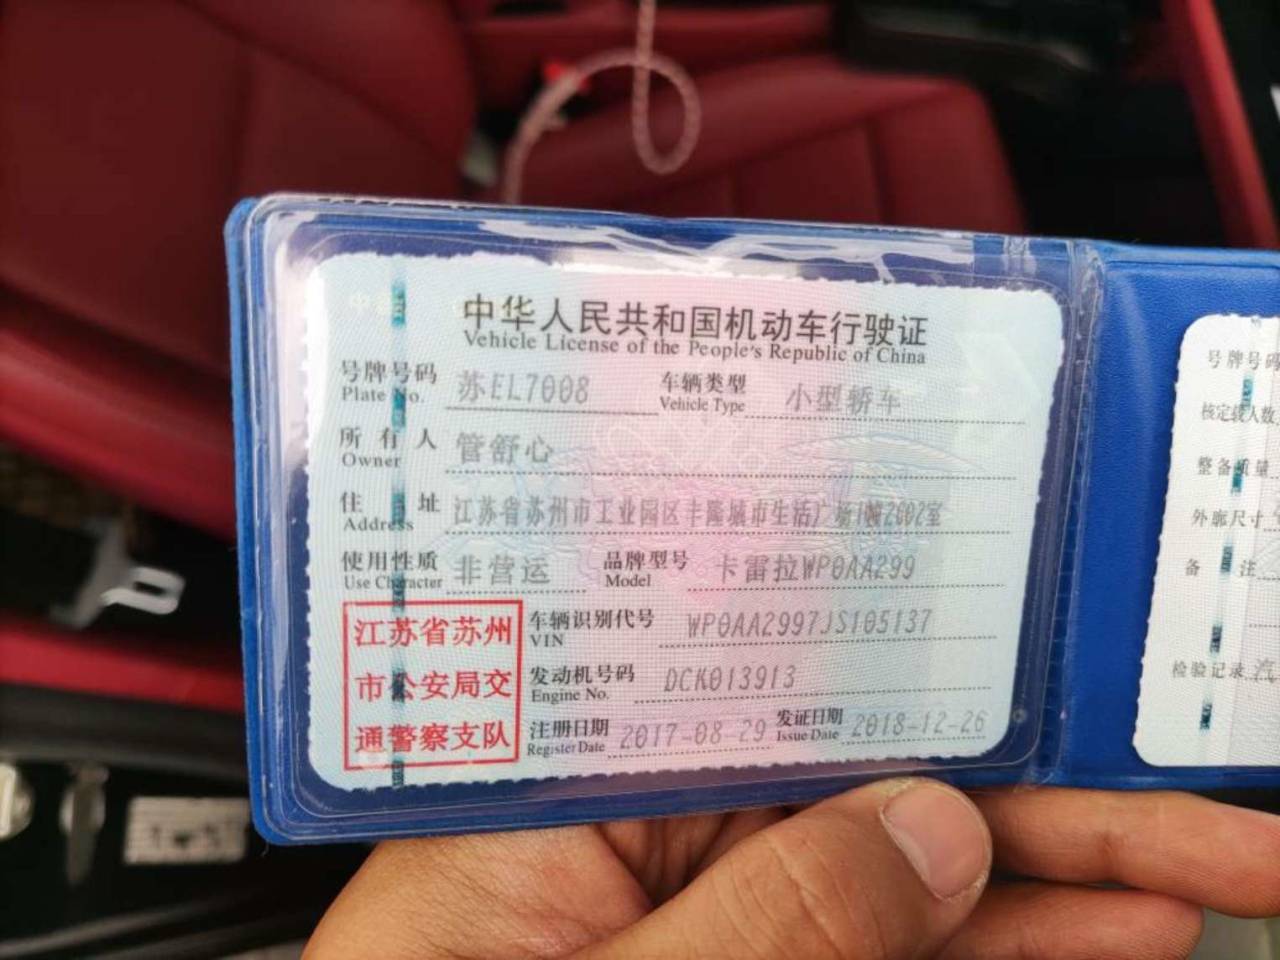 中华人民共和国机动车行驶证
Vehicle License of the People's Republic of China
号牌号码 苏EL7008 车辆类型 小型轿车
Plate No. Vehicle Type
所有人 管舒心
Owner
住址 江苏省苏州市工业园区丰隆城市生活广场1幢2002室
Address
使用性质 非营运 品牌型号 卡雷拉WP0AA299
Use Character Model
车辆识别代号 WP0AA2997JS105137
VIN
发动机号码 DCK013913
Engine No.
注册日期 2017-08-29 发证日期 2018-12-26
Register Date Issue Date
江苏省苏州
市公安局交
通警察支队
号牌号码
核定载人数
整备质量
外廓尺寸
备注
检验记录